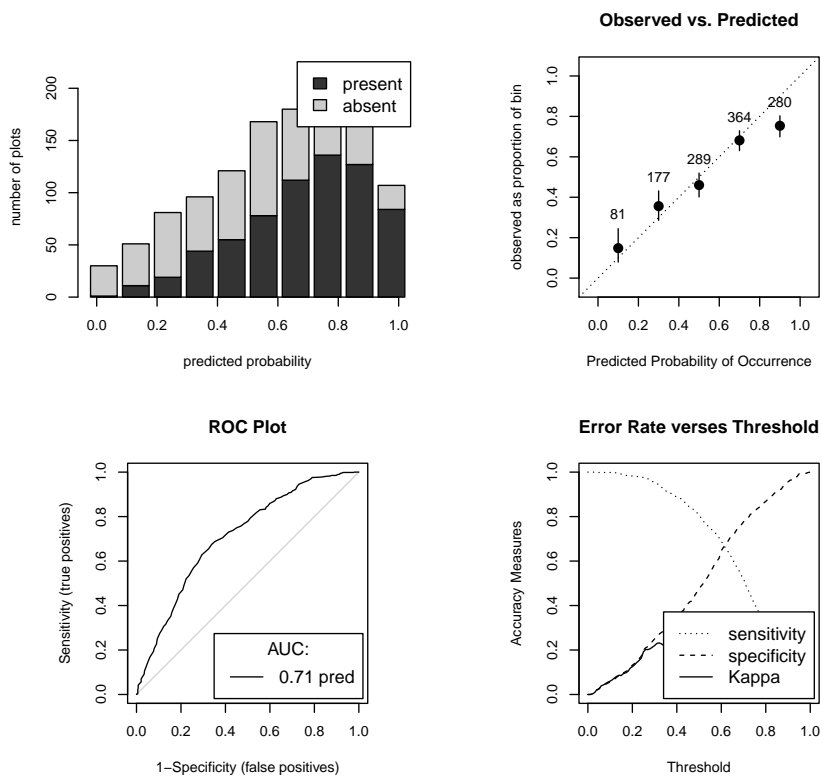 Observed vs. Predicted
number of plots
200
150
100
50
0
present
absent
0.0 0.2 0.4 0.6 0.8 1.0
predicted probability
observed as proportion of bin
1.0
0.8
0.6
0.4
0.2
0.0
81
177
289
364
280
0.0 0.2 0.4 0.6 0.8 1.0
Predicted Probability of Occurrence
ROC Plot
Sensitivity (true positives)
1.0
0.8
0.6
0.4
0.2
0.0
AUC:
0.71 pred
0.0 0.2 0.4 0.6 0.8 1.0
1−Specificity (false positives)
Error Rate verses Threshold
Accuracy Measures
1.0
0.8
0.6
0.4
0.2
0.0
sensitivity
specificity
Kappa
0.0 0.2 0.4 0.6 0.8 1.0
Threshold